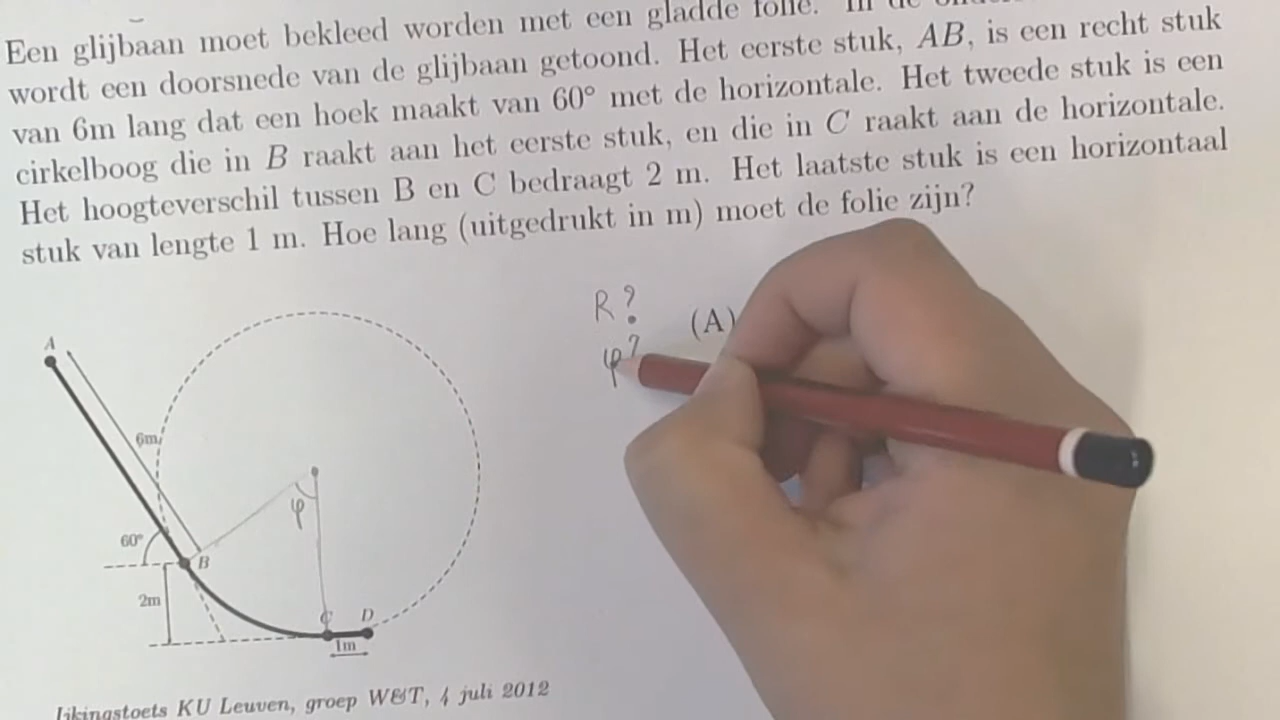 Een glijbaan moet bekleed worden met een gladde folie. In de
wordt een doorsnede van de glijbaan getoond. Het eerste stuk, AB, is een recht stuk
van 6m lang dat een hoek maakt van 60° met de horizontale. Het tweede stuk is een
cirkelboog die in B raakt aan het eerste stuk, en die in C raakt aan de horizontale.
Het hoogteverschil tussen B en C bedraagt 2 m. Het laatste stuk is een horizontaal
stuk van lengte 1 m. Hoe lang (uitgedrukt in m) moet de folie zijn?
R?
(A)
φ?
A
6m
φ
60°
B
2m
C D
1m
Ijkingstoets KU Leuven, groep W&T, 4 juli 2012